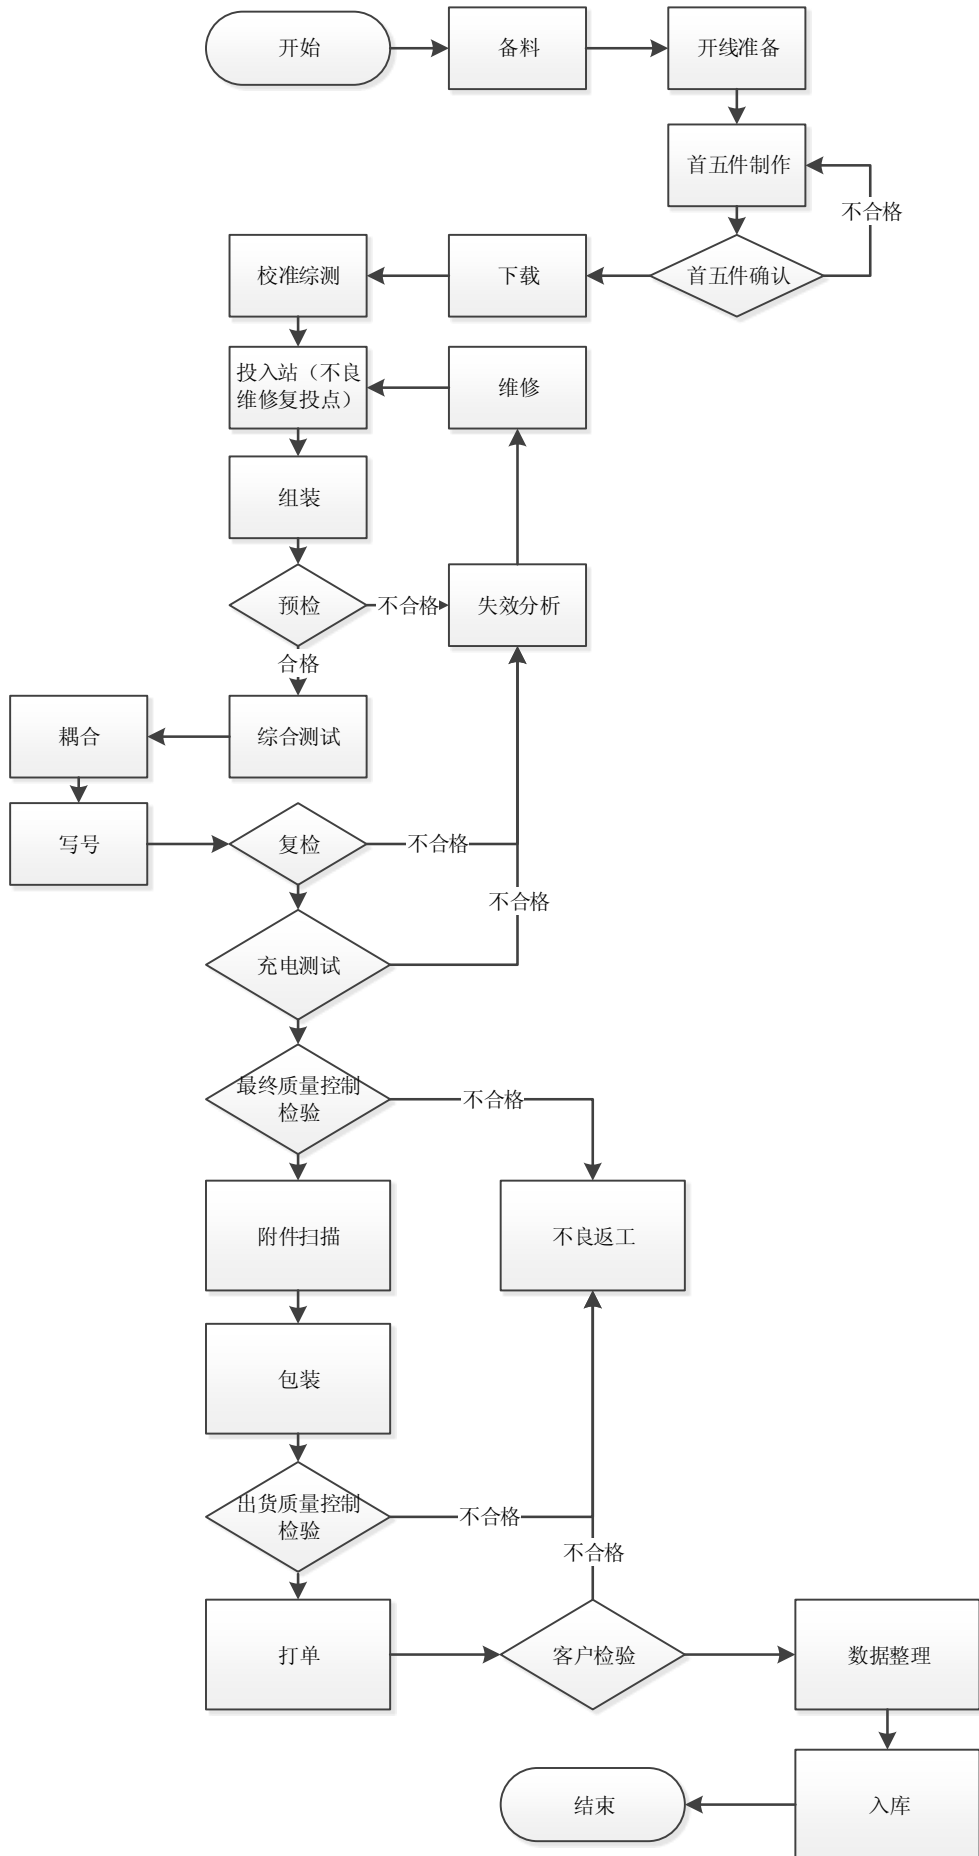 开始
备料
开线准备
首五件制作
不合格
首五件确认
下载
校准综测
投入站（不良
维修复投点）
维修
组装
预检
不合格
失效分析
合格
综合测试
耦合
写号
复检
不合格
不合格
充电测试
最终质量控制
检验
不合格
附件扫描
不良返工
包装
出货质量控制
检验
不合格
不合格
打单
客户检验
数据整理
入库
结束